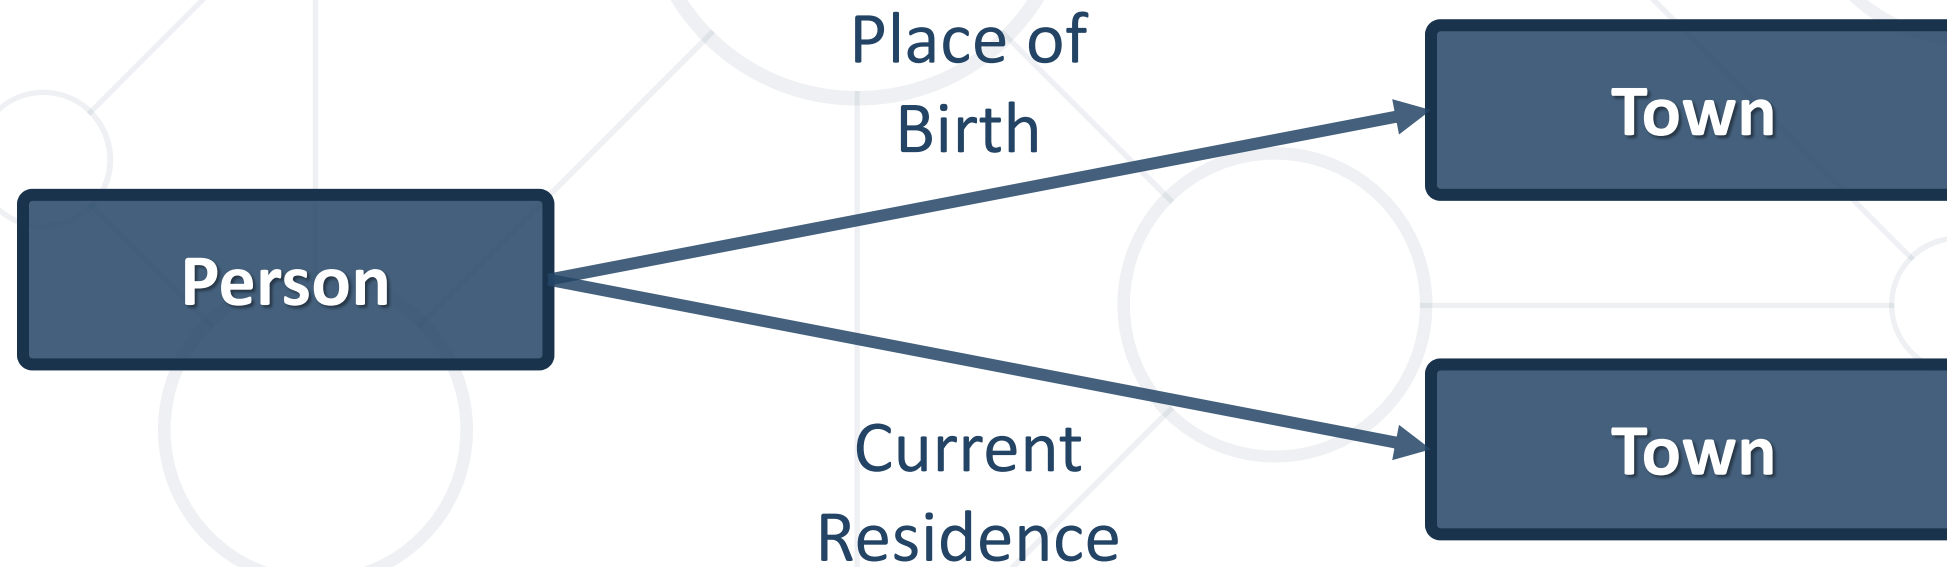 Place of
Birth
Town
Person
Current
Residence
Town